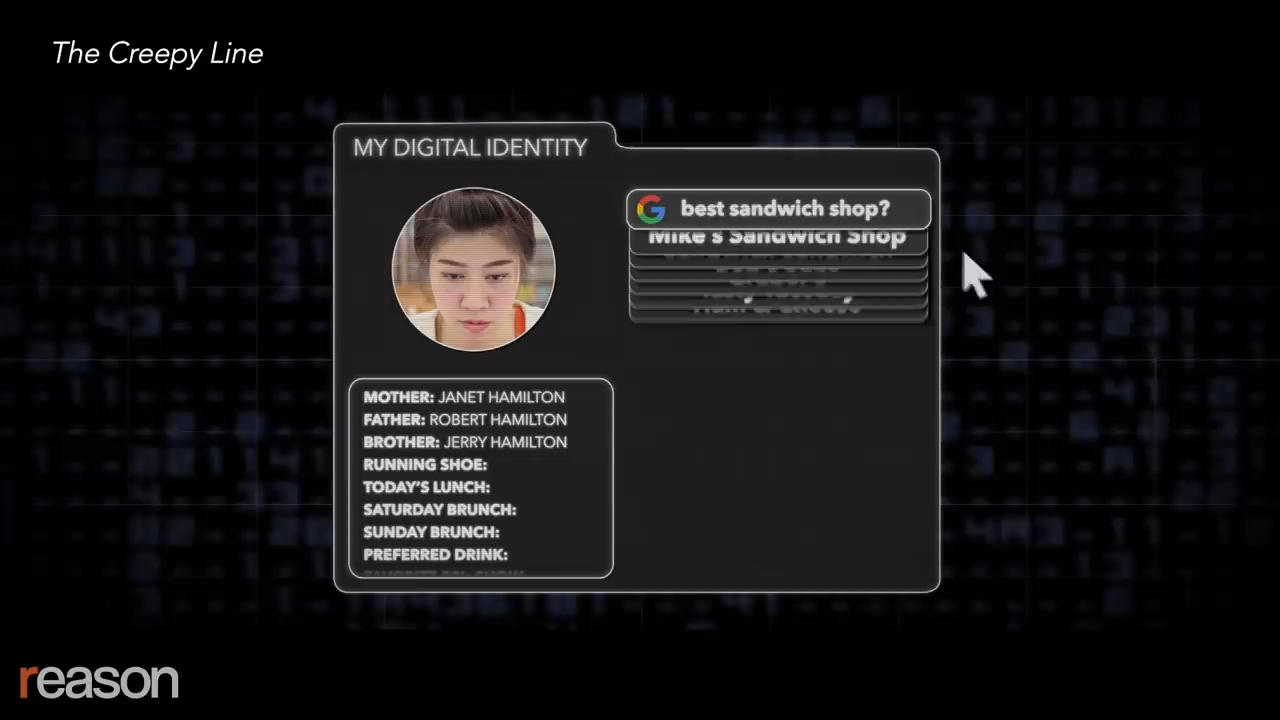 The Creepy Line
MY DIGITAL IDENTITY
best sandwich shop?
Mike's Sandwich Shop
MOTHER: JANET HAMILTON
FATHER: ROBERT HAMILTON
BROTHER: JERRY HAMILTON
RUNNING SHOE:
TODAY'S LUNCH:
SATURDAY BRUNCH:
SUNDAY BRUNCH:
PREFERRED DRINK:
reason